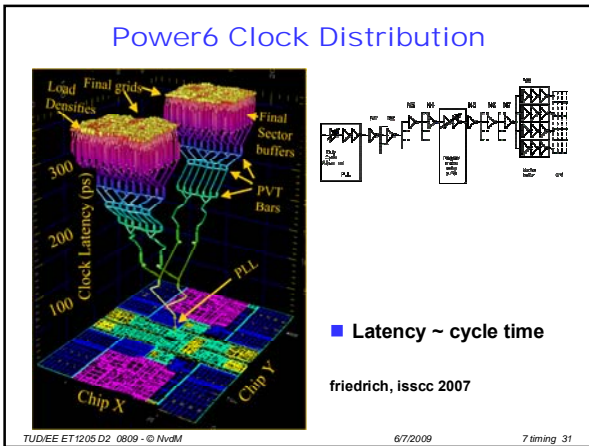 Power6 Clock Distribution
Final grids
Load
Densities
Final
Sector
buffers
PVT
Bars
300
200
100
Clock Latency (ps)
PLL
Chip X
Chip Y
PLL
■ Latency ~ cycle time
friedrich, isscc 2007
TUD/EE ET1205 D2 0809 - © NvdM
6/7/2009
7 timing 31